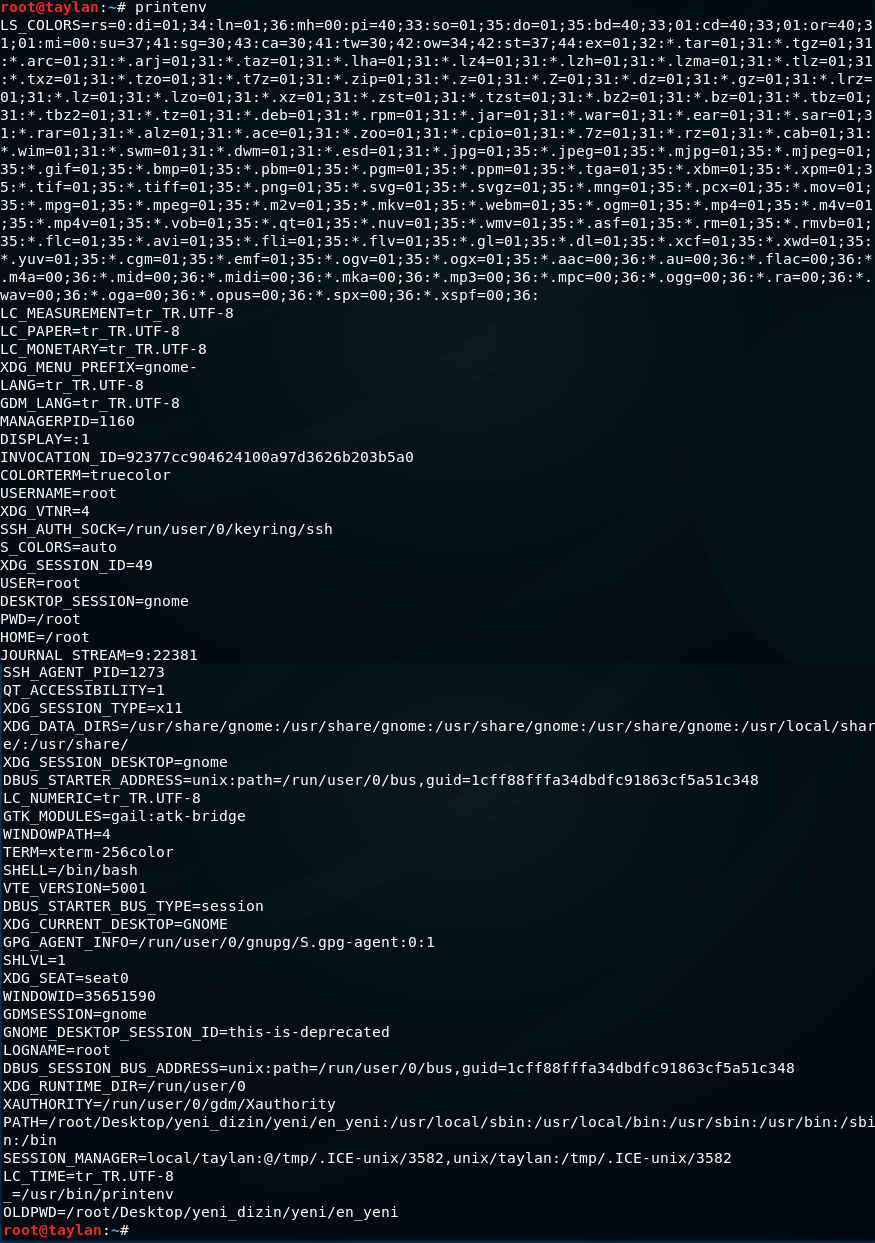 root@taylan:~# printenv
LS_COLORS=rs=0:di=01;34:ln=01;36:mh=00:pi=40;33:so=01;35:do=01;35:bd=40;33;01:cd=40;33;01:or=40;3
1;01:mi=00:su=37;41:sg=30;43:ca=30;41:tw=30;42:ow=34;42:st=37;44:ex=01;32:*.tar=01;31:*.tgz=01;31
:*.arc=01;31:*.arj=01;31:*.taz=01;31:*.lha=01;31:*.lz4=01;31:*.lzh=01;31:*.lzma=01;31:*.tlz=01;31
:*.txz=01;31:*.tzo=01;31:*.t7z=01;31:*.zip=01;31:*.z=01;31:*.Z=01;31:*.dz=01;31:*.gz=01;31:*.lrz=
01;31:*.lz=01;31:*.lzo=01;31:*.xz=01;31:*.zst=01;31:*.tzst=01;31:*.bz2=01;31:*.bz=01;31:*.tbz=01;
31:*.tbz2=01;31:*.tz=01;31:*.deb=01;31:*.rpm=01;31:*.jar=01;31:*.war=01;31:*.ear=01;31:*.sar=01;3
1:*.rar=01;31:*.alz=01;31:*.ace=01;31:*.zoo=01;31:*.cpio=01;31:*.7z=01;31:*.rz=01;31:*.cab=01;31:
*.wim=01;31:*.swm=01;31:*.dwm=01;31:*.esd=01;31:*.jpg=01;35:*.jpeg=01;35:*.mjpg=01;35:*.mjpeg=01;
35:*.gif=01;35:*.bmp=01;35:*.pbm=01;35:*.pgm=01;35:*.ppm=01;35:*.tga=01;35:*.xbm=01;35:*.xpm=01;3
5:*.tif=01;35:*.tiff=01;35:*.png=01;35:*.svg=01;35:*.svgz=01;35:*.mng=01;35:*.pcx=01;35:*.mov=01;
35:*.mpg=01;35:*.mpeg=01;35:*.m2v=01;35:*.mkv=01;35:*.webm=01;35:*.ogm=01;35:*.mp4=01;35:*.m4v=01
;35:*.mp4v=01;35:*.vob=01;35:*.qt=01;35:*.nuv=01;35:*.wmv=01;35:*.asf=01;35:*.rm=01;35:*.rmvb=01;
35:*.flc=01;35:*.avi=01;35:*.fli=01;35:*.flv=01;35:*.gl=01;35:*.dl=01;35:*.xcf=01;35:*.xwd=01;35:
*.yuv=01;35:*.cgm=01;35:*.emf=01;35:*.ogv=01;35:*.ogx=01;35:*.aac=00;36:*.au=00;36:*.flac=00;36:*
.m4a=00;36:*.mid=00;36:*.midi=00;36:*.mka=00;36:*.mp3=00;36:*.mpc=00;36:*.ogg=00;36:*.ra=00;36:*.
wav=00;36:*.oga=00;36:*.opus=00;36:*.spx=00;36:*.xspf=00;36:
LC_MEASUREMENT=tr_TR.UTF-8
LC_PAPER=tr_TR.UTF-8
LC_MONETARY=tr_TR.UTF-8
XDG_MENU_PREFIX=gnome-
LANG=tr_TR.UTF-8
GDM_LANG=tr_TR.UTF-8
MANAGERPID=1160
DISPLAY=:1
INVOCATION_ID=92377cc904624100a97d3626b203b5a0
COLORTERM=truecolor
USERNAME=root
XDG_VTNR=4
SSH_AUTH_SOCK=/run/user/0/keyring/ssh
S_COLORS=auto
XDG_SESSION_ID=49
USER=root
DESKTOP_SESSION=gnome
PWD=/root
HOME=/root
JOURNAL_STREAM=9:22381
SSH_AGENT_PID=1273
QT_ACCESSIBILITY=1
XDG_SESSION_TYPE=x11
XDG_DATA_DIRS=/usr/share/gnome:/usr/share/gnome:/usr/share/gnome:/usr/share/gnome:/usr/local/shar
e/:/usr/share/
XDG_SESSION_DESKTOP=gnome
DBUS_STARTER_ADDRESS=unix:path=/run/user/0/bus,guid=1cff88fffa34dbdfc91863cf5a51c348
LC_NUMERIC=tr_TR.UTF-8
GTK_MODULES=gail:atk-bridge
WINDOWPATH=4
TERM=xterm-256color
SHELL=/bin/bash
VTE_VERSION=5001
DBUS_STARTER_BUS_TYPE=session
XDG_CURRENT_DESKTOP=GNOME
GPG_AGENT_INFO=/run/user/0/gnupg/S.gpg-agent:0:1
SHLVL=1
XDG_SEAT=seat0
WINDOWID=35651590
GDMSESSION=gnome
GNOME_DESKTOP_SESSION_ID=this-is-deprecated
LOGNAME=root
DBUS_SESSION_BUS_ADDRESS=unix:path=/run/user/0/bus,guid=1cff88fffa34dbdfc91863cf5a51c348
XDG_RUNTIME_DIR=/run/user/0
XAUTHORITY=/run/user/0/gdm/Xauthority
PATH=/root/Desktop/yeni_dizin/yeni/en_yeni:/usr/local/sbin:/usr/local/bin:/usr/sbin:/usr/bin:/sbi
n:/bin
SESSION_MANAGER=local/taylan:@/tmp/.ICE-unix/3582,unix/taylan:/tmp/.ICE-unix/3582
LC_TIME=tr_TR.UTF-8
_=/usr/bin/printenv
OLDPWD=/root/Desktop/yeni_dizin/yeni/en_yeni
root@taylan:~#